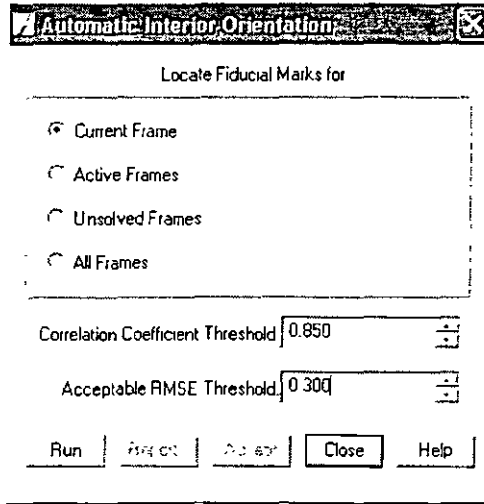 Automatic Interior Orientation
Locate Fiducial Marks for
Current Frame
Active Frames
Unsolved Frames
All Frames
Correlation Coefficient Threshold 0.850
Acceptable RMSE Threshold. 0.300
Run Close Help